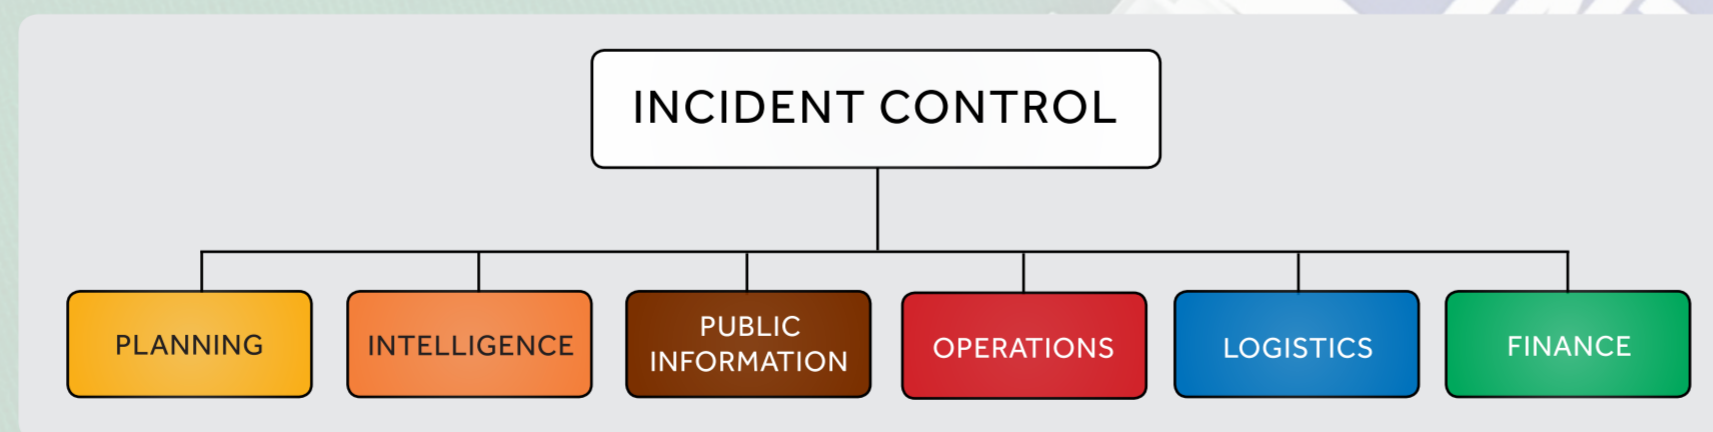 INCIDENT CONTROL
PLANNING
INTELLIGENCE
PUBLIC
INFORMATION
OPERATIONS
LOGISTICS
FINANCE